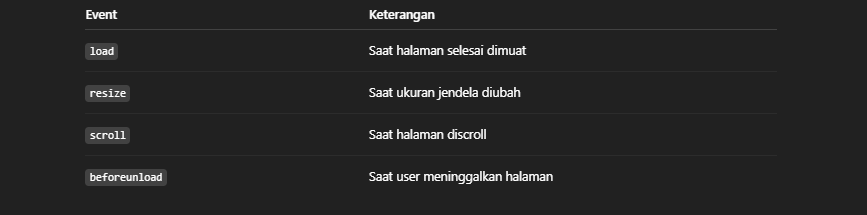 Event Keterangan
load Saat halaman selesai dimuat
resize Saat ukuran jendela diubah
scroll Saat halaman discroll
beforeunload Saat user meninggalkan halaman